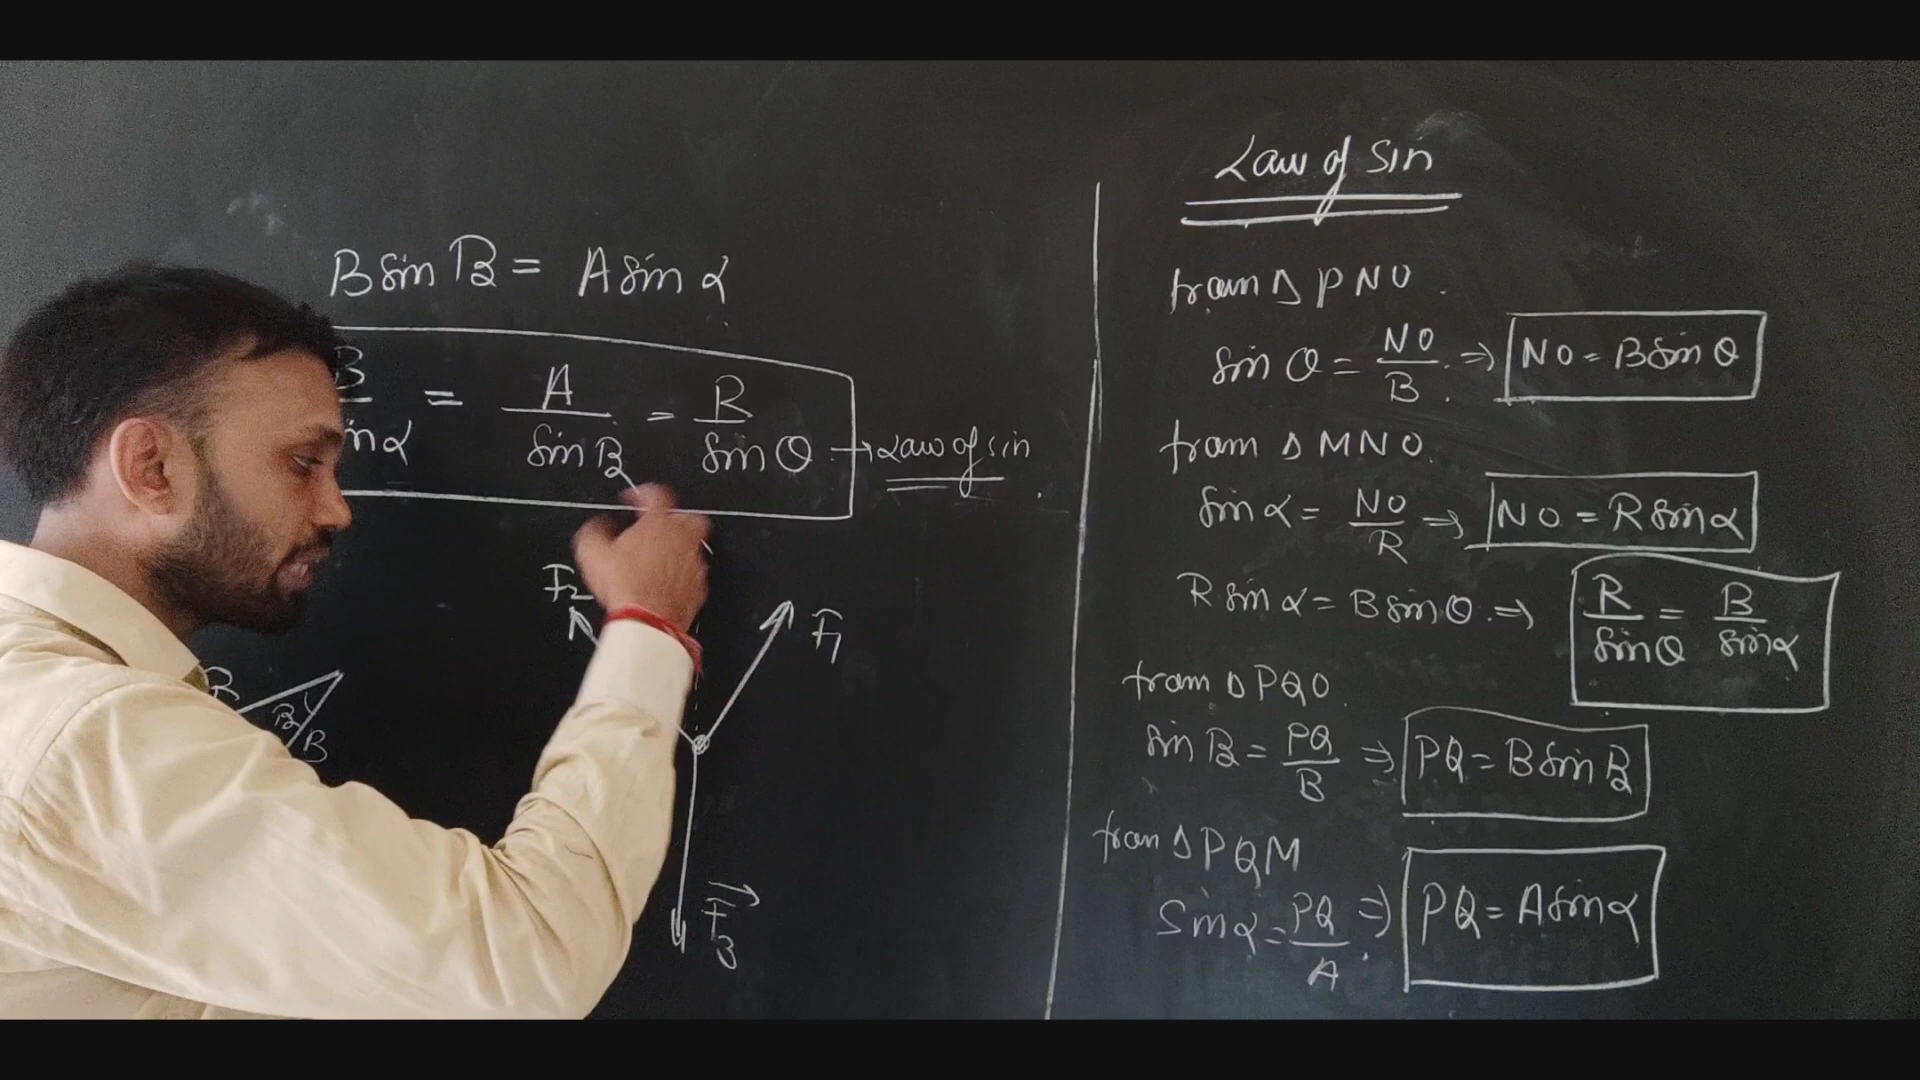 B sin β = A sin α
B/sin α = A/sin β = R/sin θ → Law of sin
F₂
F₁
R
β
B
F₃
Law of sin
from Δ PNO.
sin θ = NO/B. ⇒ NO = B sin θ
from Δ MNO.
sin α = NO/R ⇒ NO = R sin α
R sin α = B sin θ. ⇒ R/sin θ = B/sin α
from Δ PQO
sin β = PQ/B ⇒ PQ = B sin β
from Δ PQM
Sin α = PQ/A ⇒ PQ = A sin α